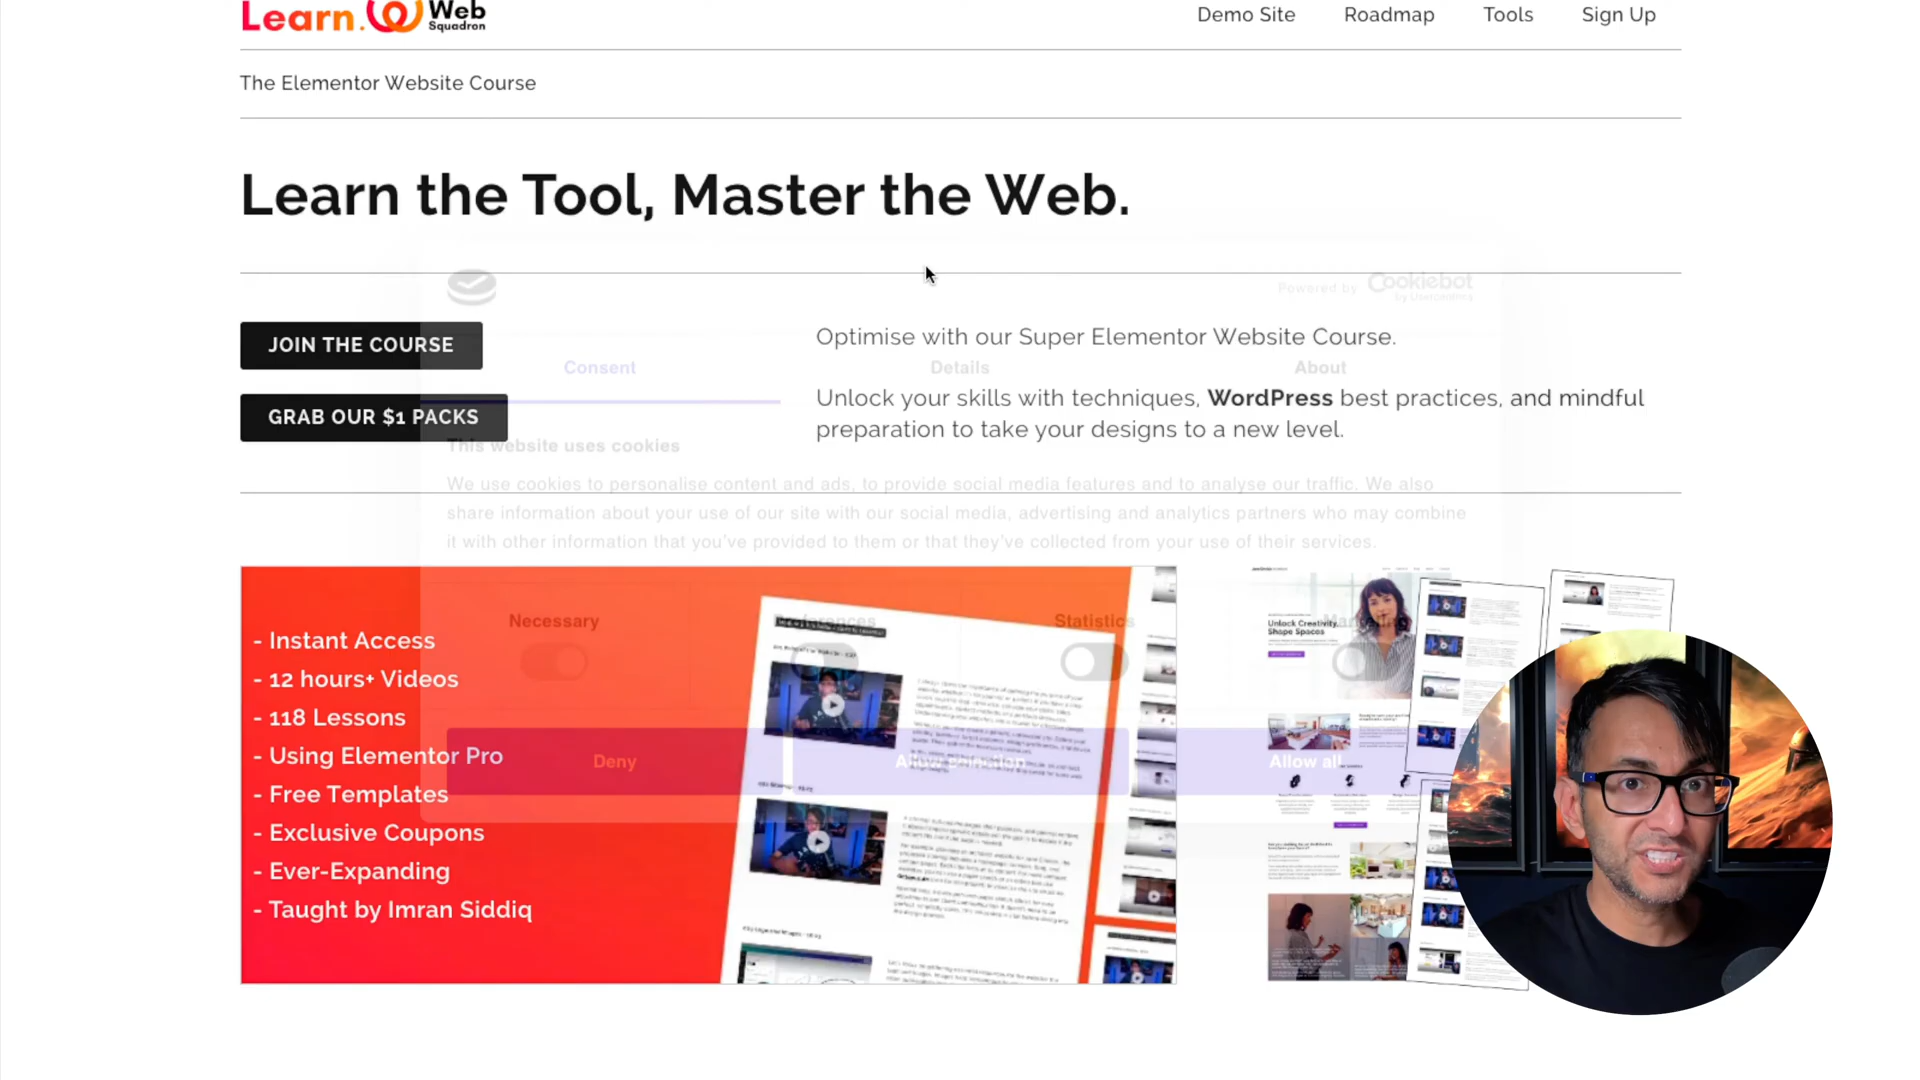 Learn. Web
Squadron
Demo Site Roadmap Tools Sign Up
The Elementor Website Course
Learn the Tool, Master the Web.
Powered by Cookiebot
by Usercentrics
JOIN THE COURSE
Optimise with our Super Elementor Website Course.
Consent Details About
GRAB OUR $1 PACKS
Unlock your skills with techniques, WordPress best practices, and mindful
preparation to take your designs to a new level.
This website uses cookies
We use cookies to personalise content and ads, to provide social media features and to analyse our traffic. We also
share information about your use of our site with our social media, advertising and analytics partners who may combine
it with other information that you've provided to them or that they've collected from your use of their services.
Necessary Preferences Statistics Marketing
- Instant Access
- 12 hours+ Videos
- 118 Lessons
- Using Elementor Pro
- Free Templates
- Exclusive Coupons
- Ever-Expanding
- Taught by Imran Siddiq
Deny Allow selection Allow all
Unlock Creativity,
Shape Spaces